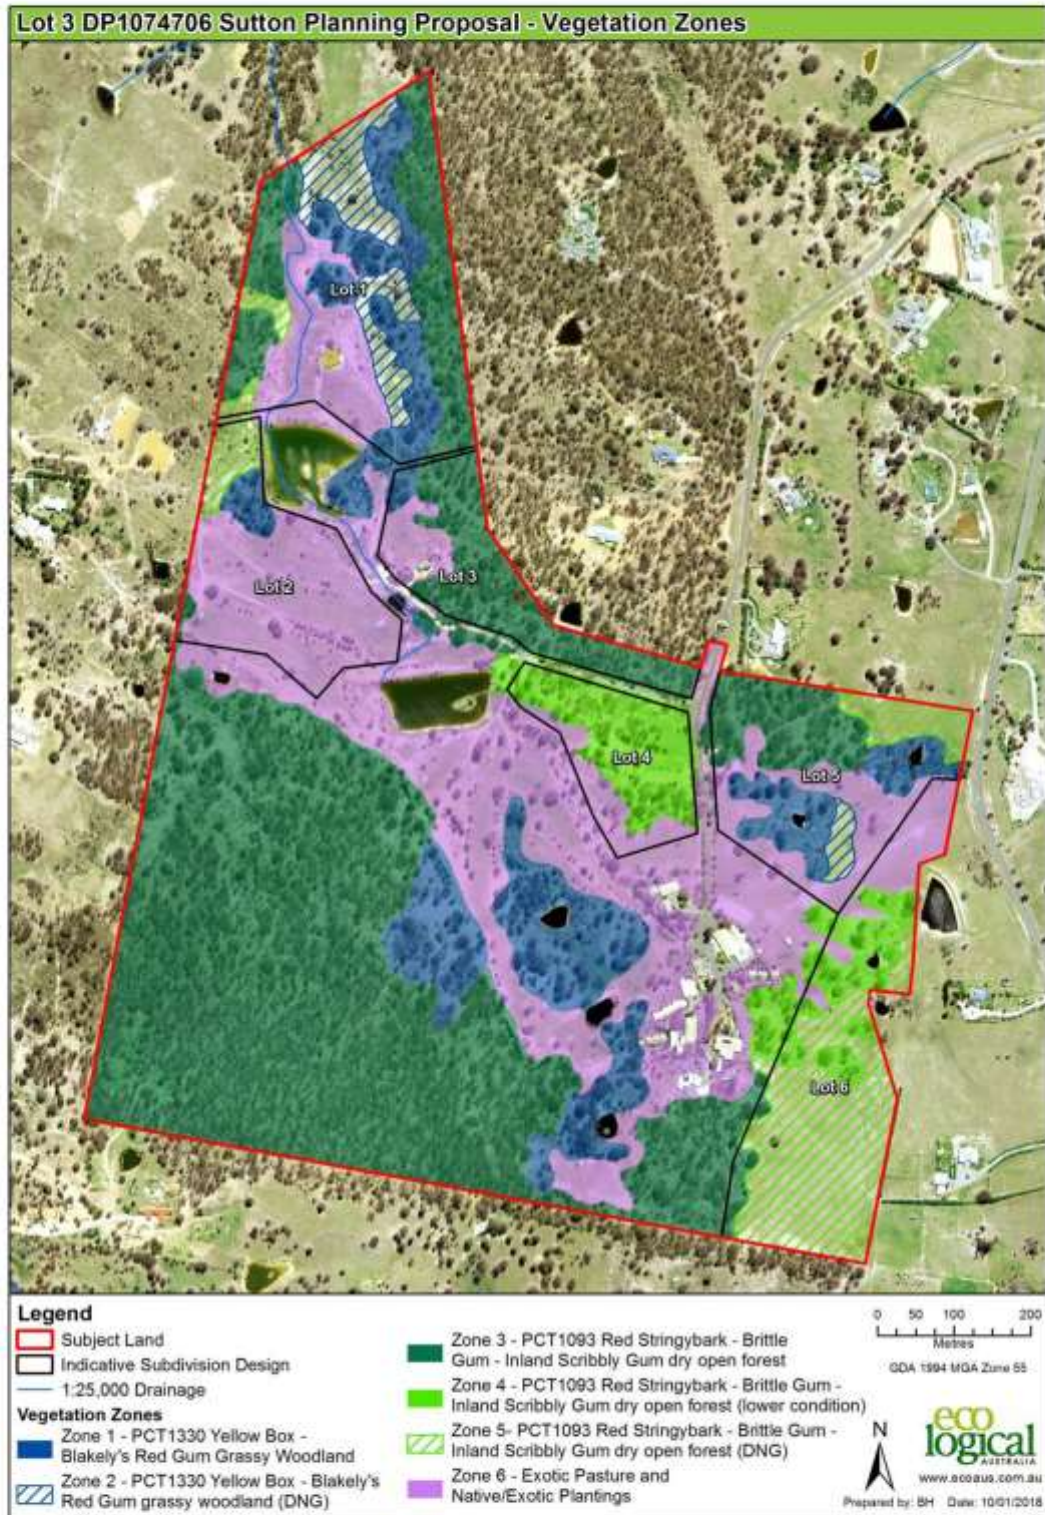 Lot 3 DP1074706 Sutton Planning Proposal - Vegetation Zones
Lot 1
Lot 2
Lot 3
Lot 4
Lot 5
Lot 6
Legend
Subject Land
Indicative Subdivision Design
1:25,000 Drainage
Vegetation Zones
Zone 1 - PCT1330 Yellow Box -
Blakely's Red Gum Grassy Woodland
Zone 2 - PCT1330 Yellow Box - Blakely's
Red Gum grassy woodland (DNG)
Zone 3 - PCT1093 Red Stringybark - Brittle
Gum - Inland Scribbly Gum dry open forest
Zone 4 - PCT1093 Red Stringybark - Brittle Gum -
Inland Scribbly Gum dry open forest (lower condition)
Zone 5- PCT1093 Red Stringybark - Brittle Gum -
Inland Scribbly Gum dry open forest (DNG)
Zone 6 - Exotic Pasture and
Native/Exotic Plantings
0 50 100 200
Metres
GDA 1994 MGA Zone 55
N
eco
logical
AUSTRALIA
www.ecoaus.com.au
Prepared by: BH Date: 10/01/2018